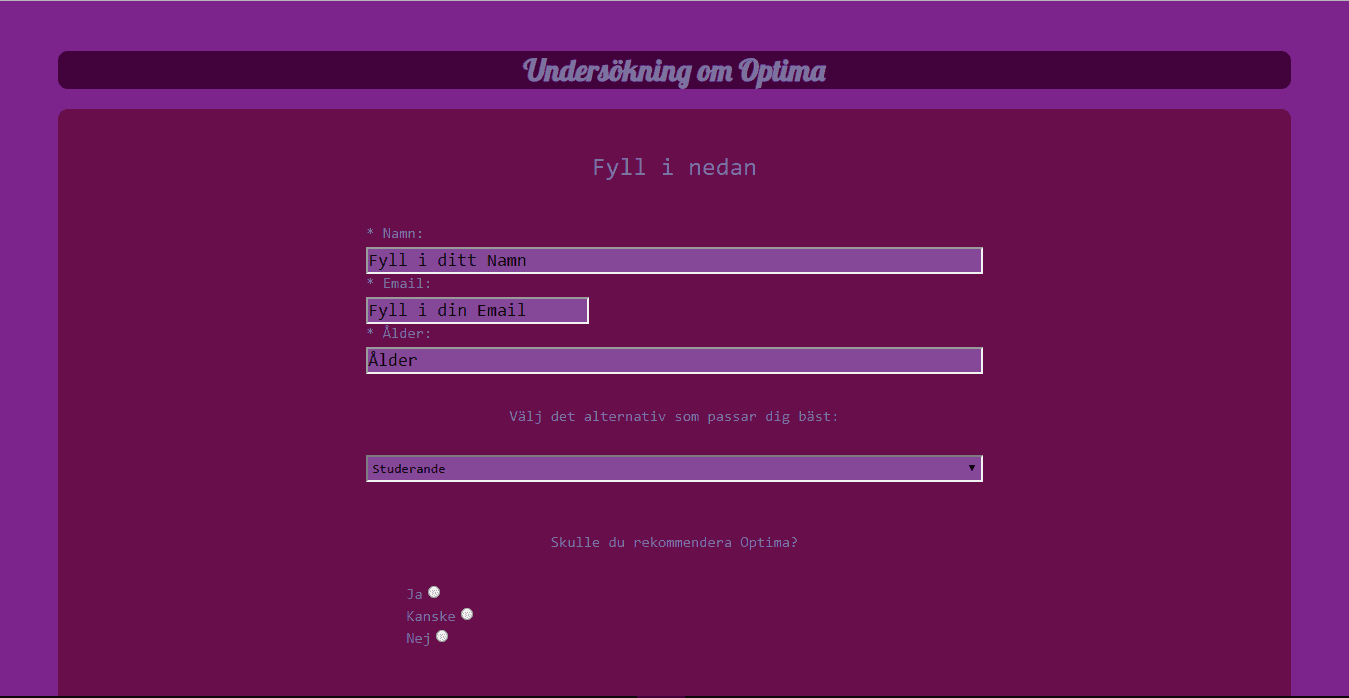 Undersökning om Optima
Fyll i nedan
* Namn:
Fyll i ditt Namn
* Email:
Fyll i din Email
* Ålder:
Ålder
Välj det alternativ som passar dig bäst:
Studerande
Skulle du rekommendera Optima?
Ja
Kanske
Nej